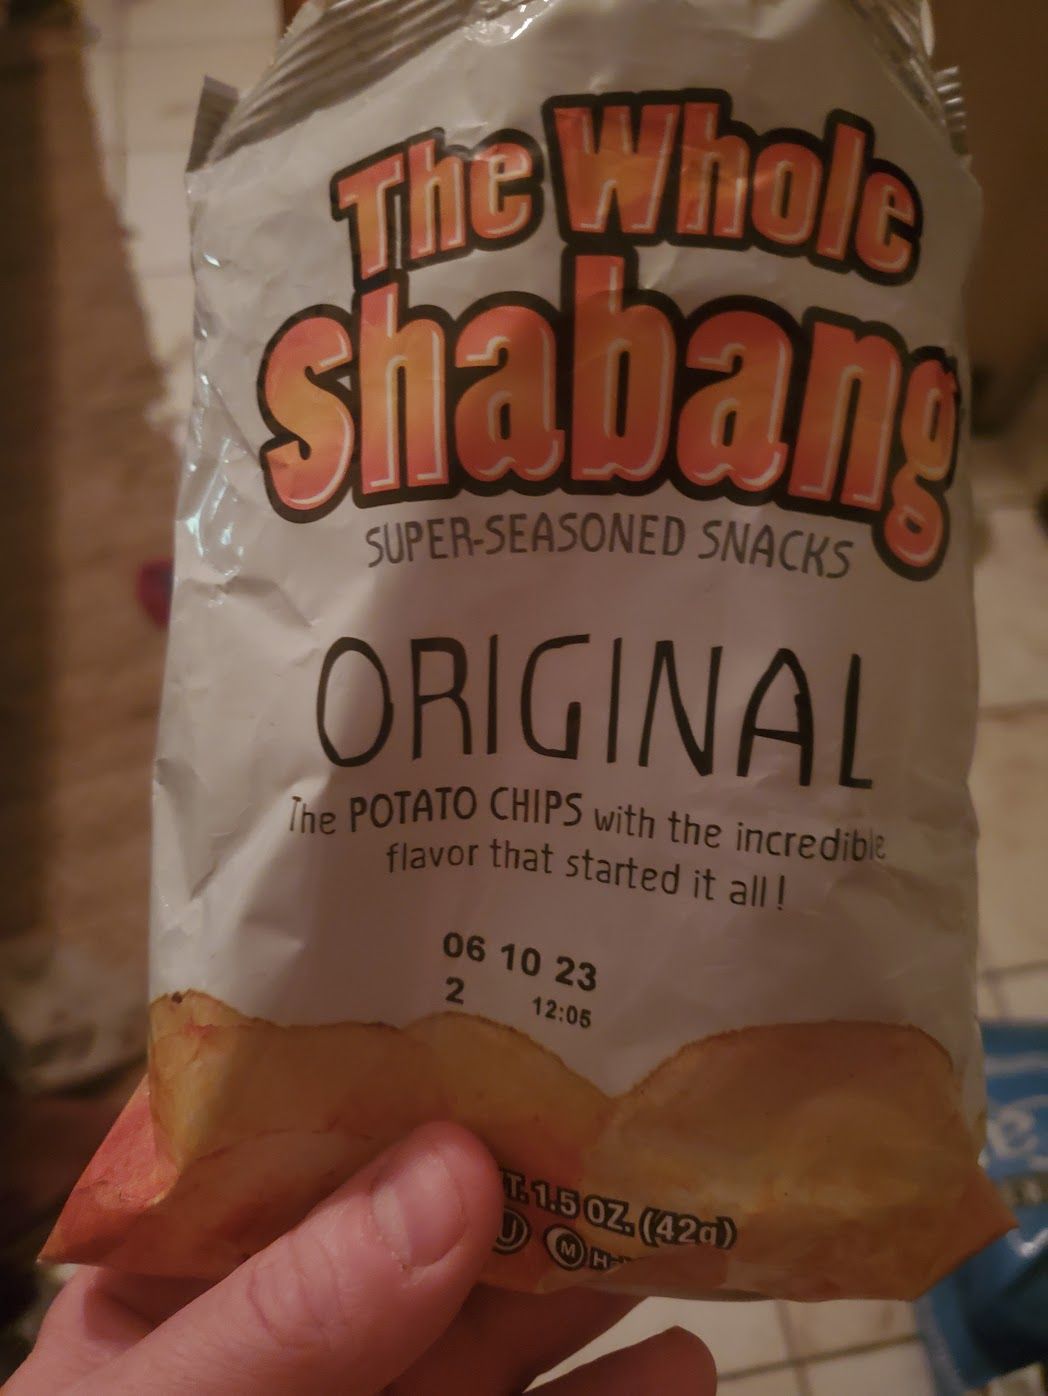 The Whole
Shabang
SUPER-SEASONED SNACKS
ORIGINAL
The POTATO CHIPS with the incredible
flavor that started it all!
06 10 23
2 12:05
T. 1.5 OZ. (42g)
U M H